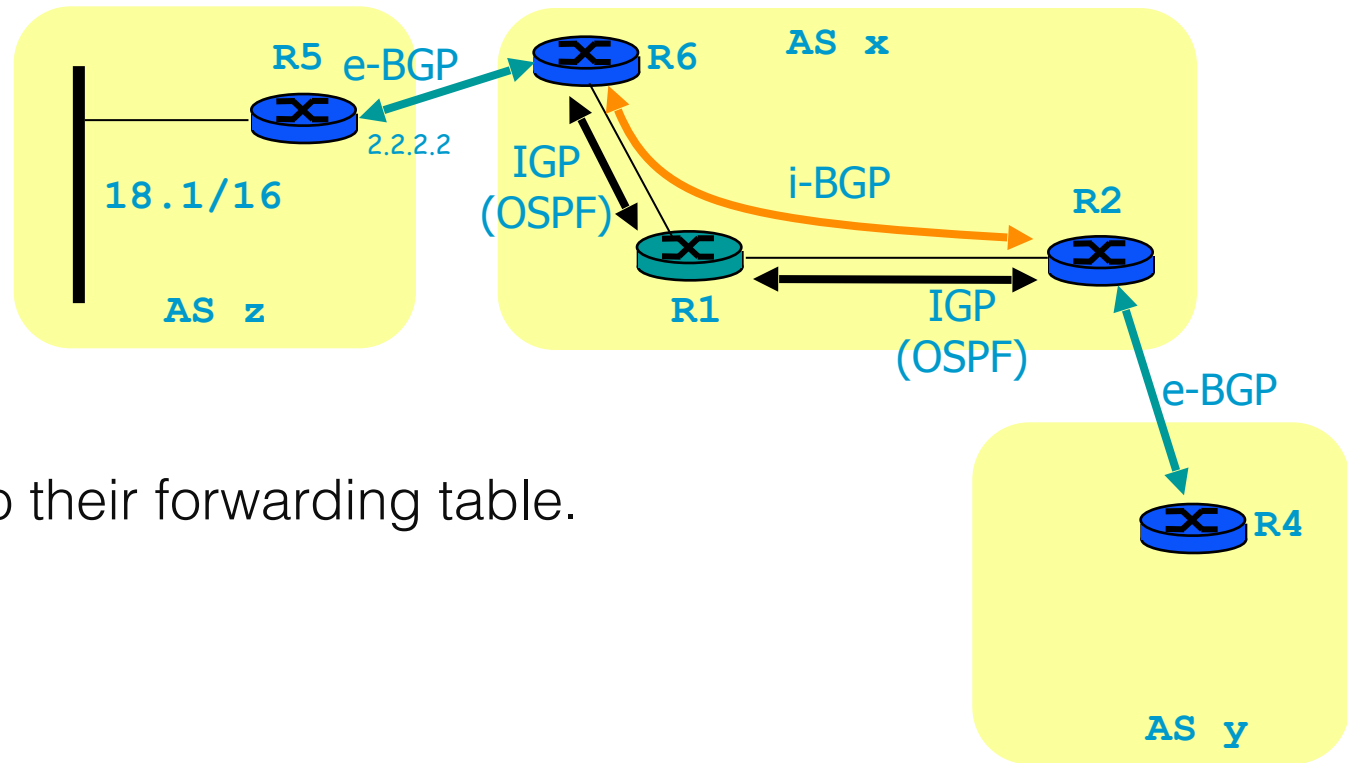 AS x
R5
e-BGP
R6
2.2.2.2
IGP
(OSPF)
i-BGP
18.1/16
R2
AS z
R1
IGP
(OSPF)
e-BGP
o their forwarding table.
R4
AS y